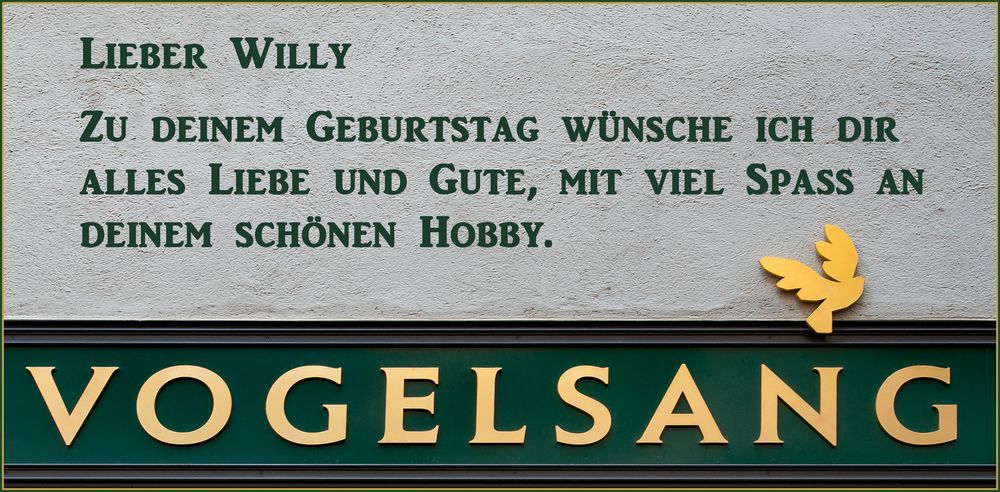 Lieber Willy
Zu deinem Geburtstag wünsche ich dir
alles Liebe und Gute, mit viel Spass an
deinem schönen Hobby.
VOGELSANG